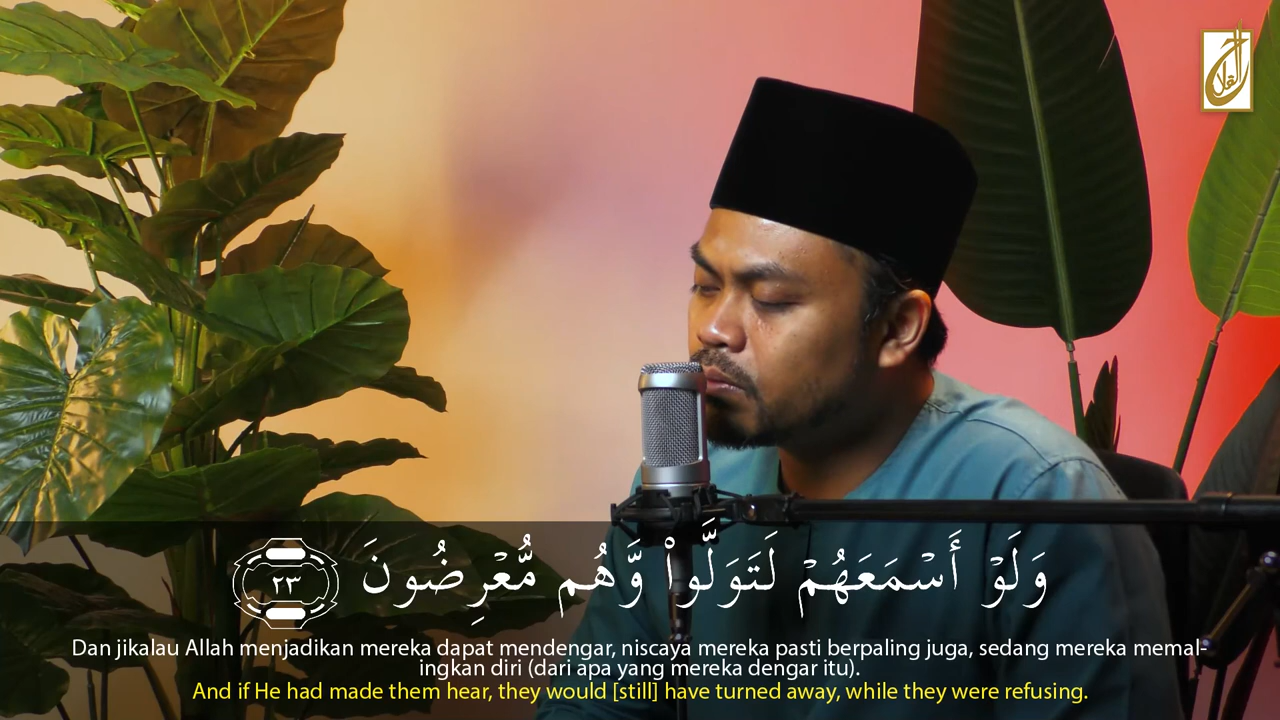 وَلَوۡ أَسۡمَعَهُمۡ لَتَوَلَّواْ وَّهُم مُّعۡرِضُونَ ٢٣
Dan jikalau Allah menjadikan mereka dapat mendengar, niscaya mereka pasti berpaling juga, sedang mereka memal-
ingkan diri (dari apa yang mereka dengar itu).
And if He had made them hear, they would [still] have turned away, while they were refusing.